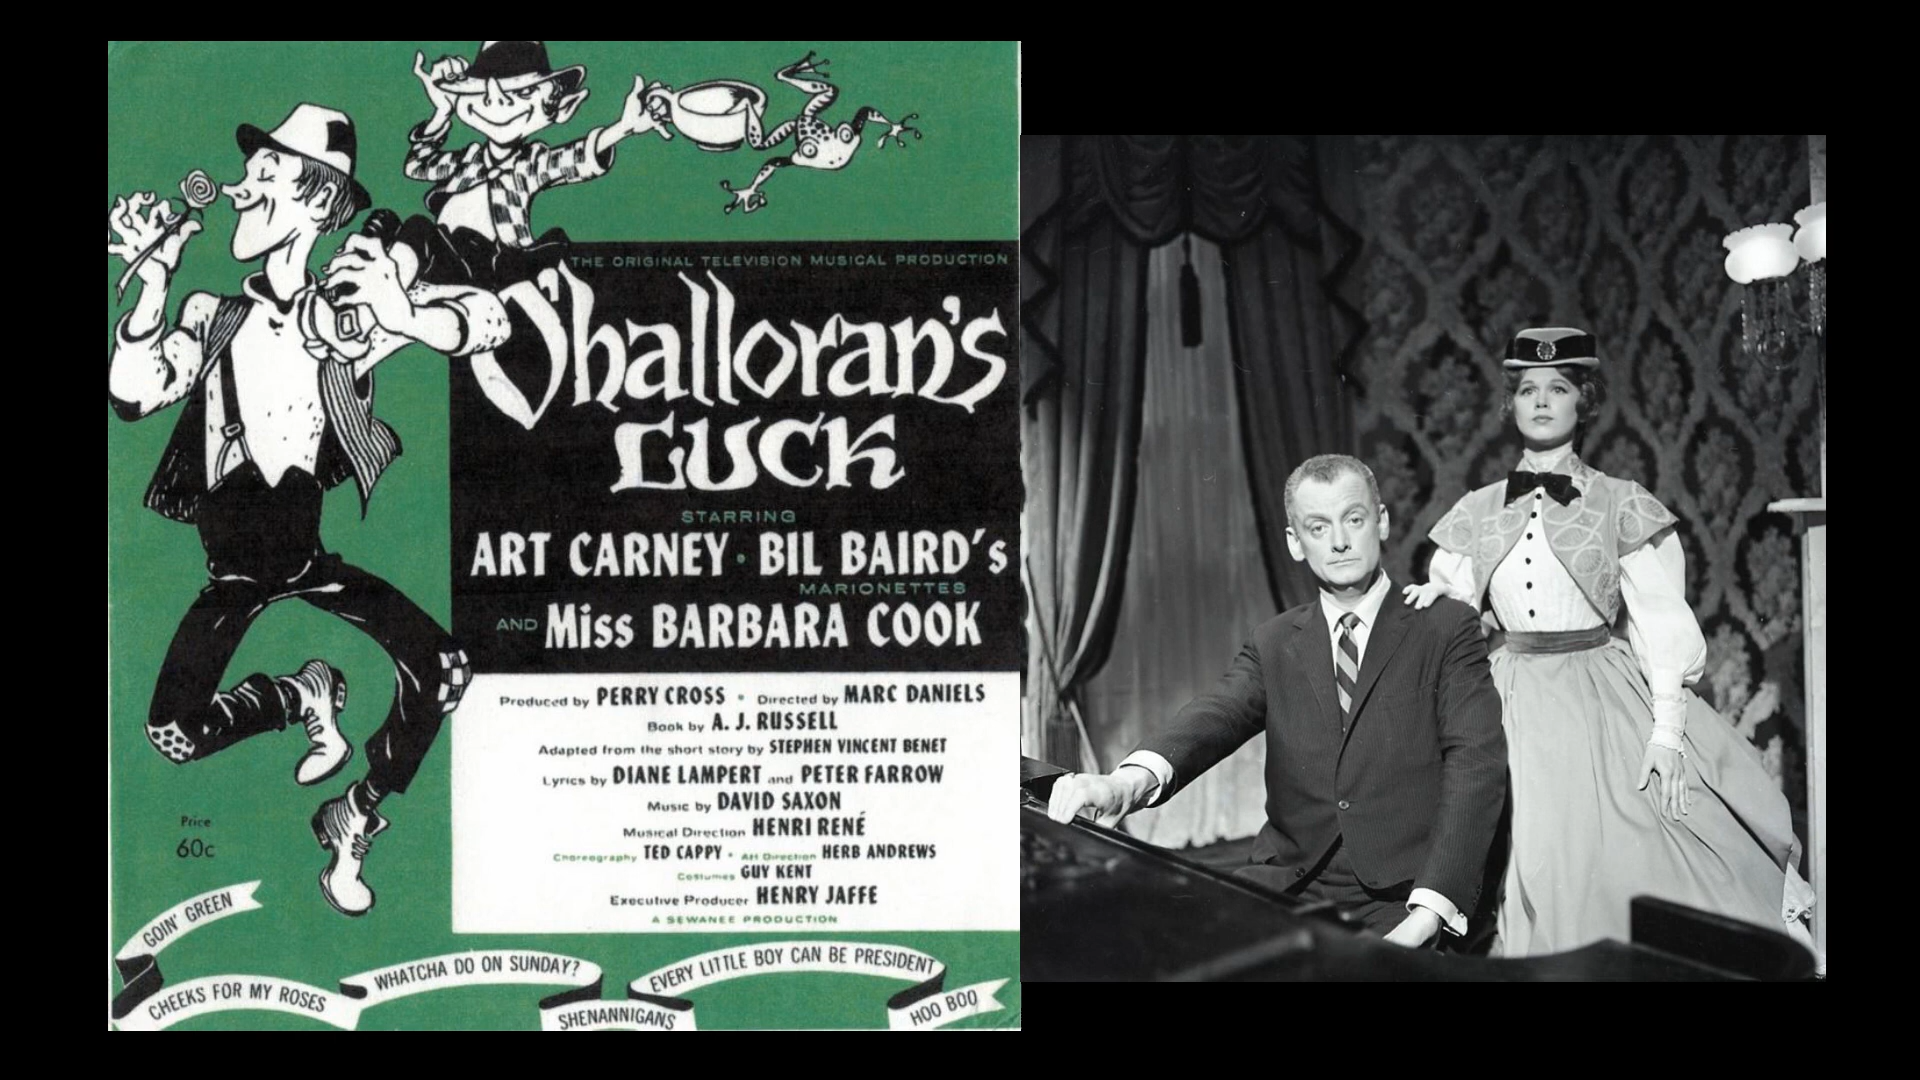 THE ORIGINAL TELEVISION MUSICAL PRODUCTION
O'halloran's
LUCK
STARRING
ART CARNEY • BIL BAIRD's
MARIONETTES
AND Miss BARBARA COOK
Produced by PERRY CROSS • Directed by MARC DANIELS
Book by A. J. RUSSELL
Adapted from the short story by STEPHEN VINCENT BENET
Lyrics by DIANE LAMPERT and PETER FARROW
Music by DAVID SAXON
Musical Direction HENRI RENÉ
Choreography TED CAPPY • Art Direction HERB ANDREWS
Costumes GUY KENT
Executive Producer HENRY JAFFE
A SEWANEE PRODUCTION
Price
60c
GOIN' GREEN
CHEEKS FOR MY ROSES
WHATCHA DO ON SUNDAY?
SHENANNIGANS
EVERY LITTLE BOY CAN BE PRESIDENT
HOO BOO